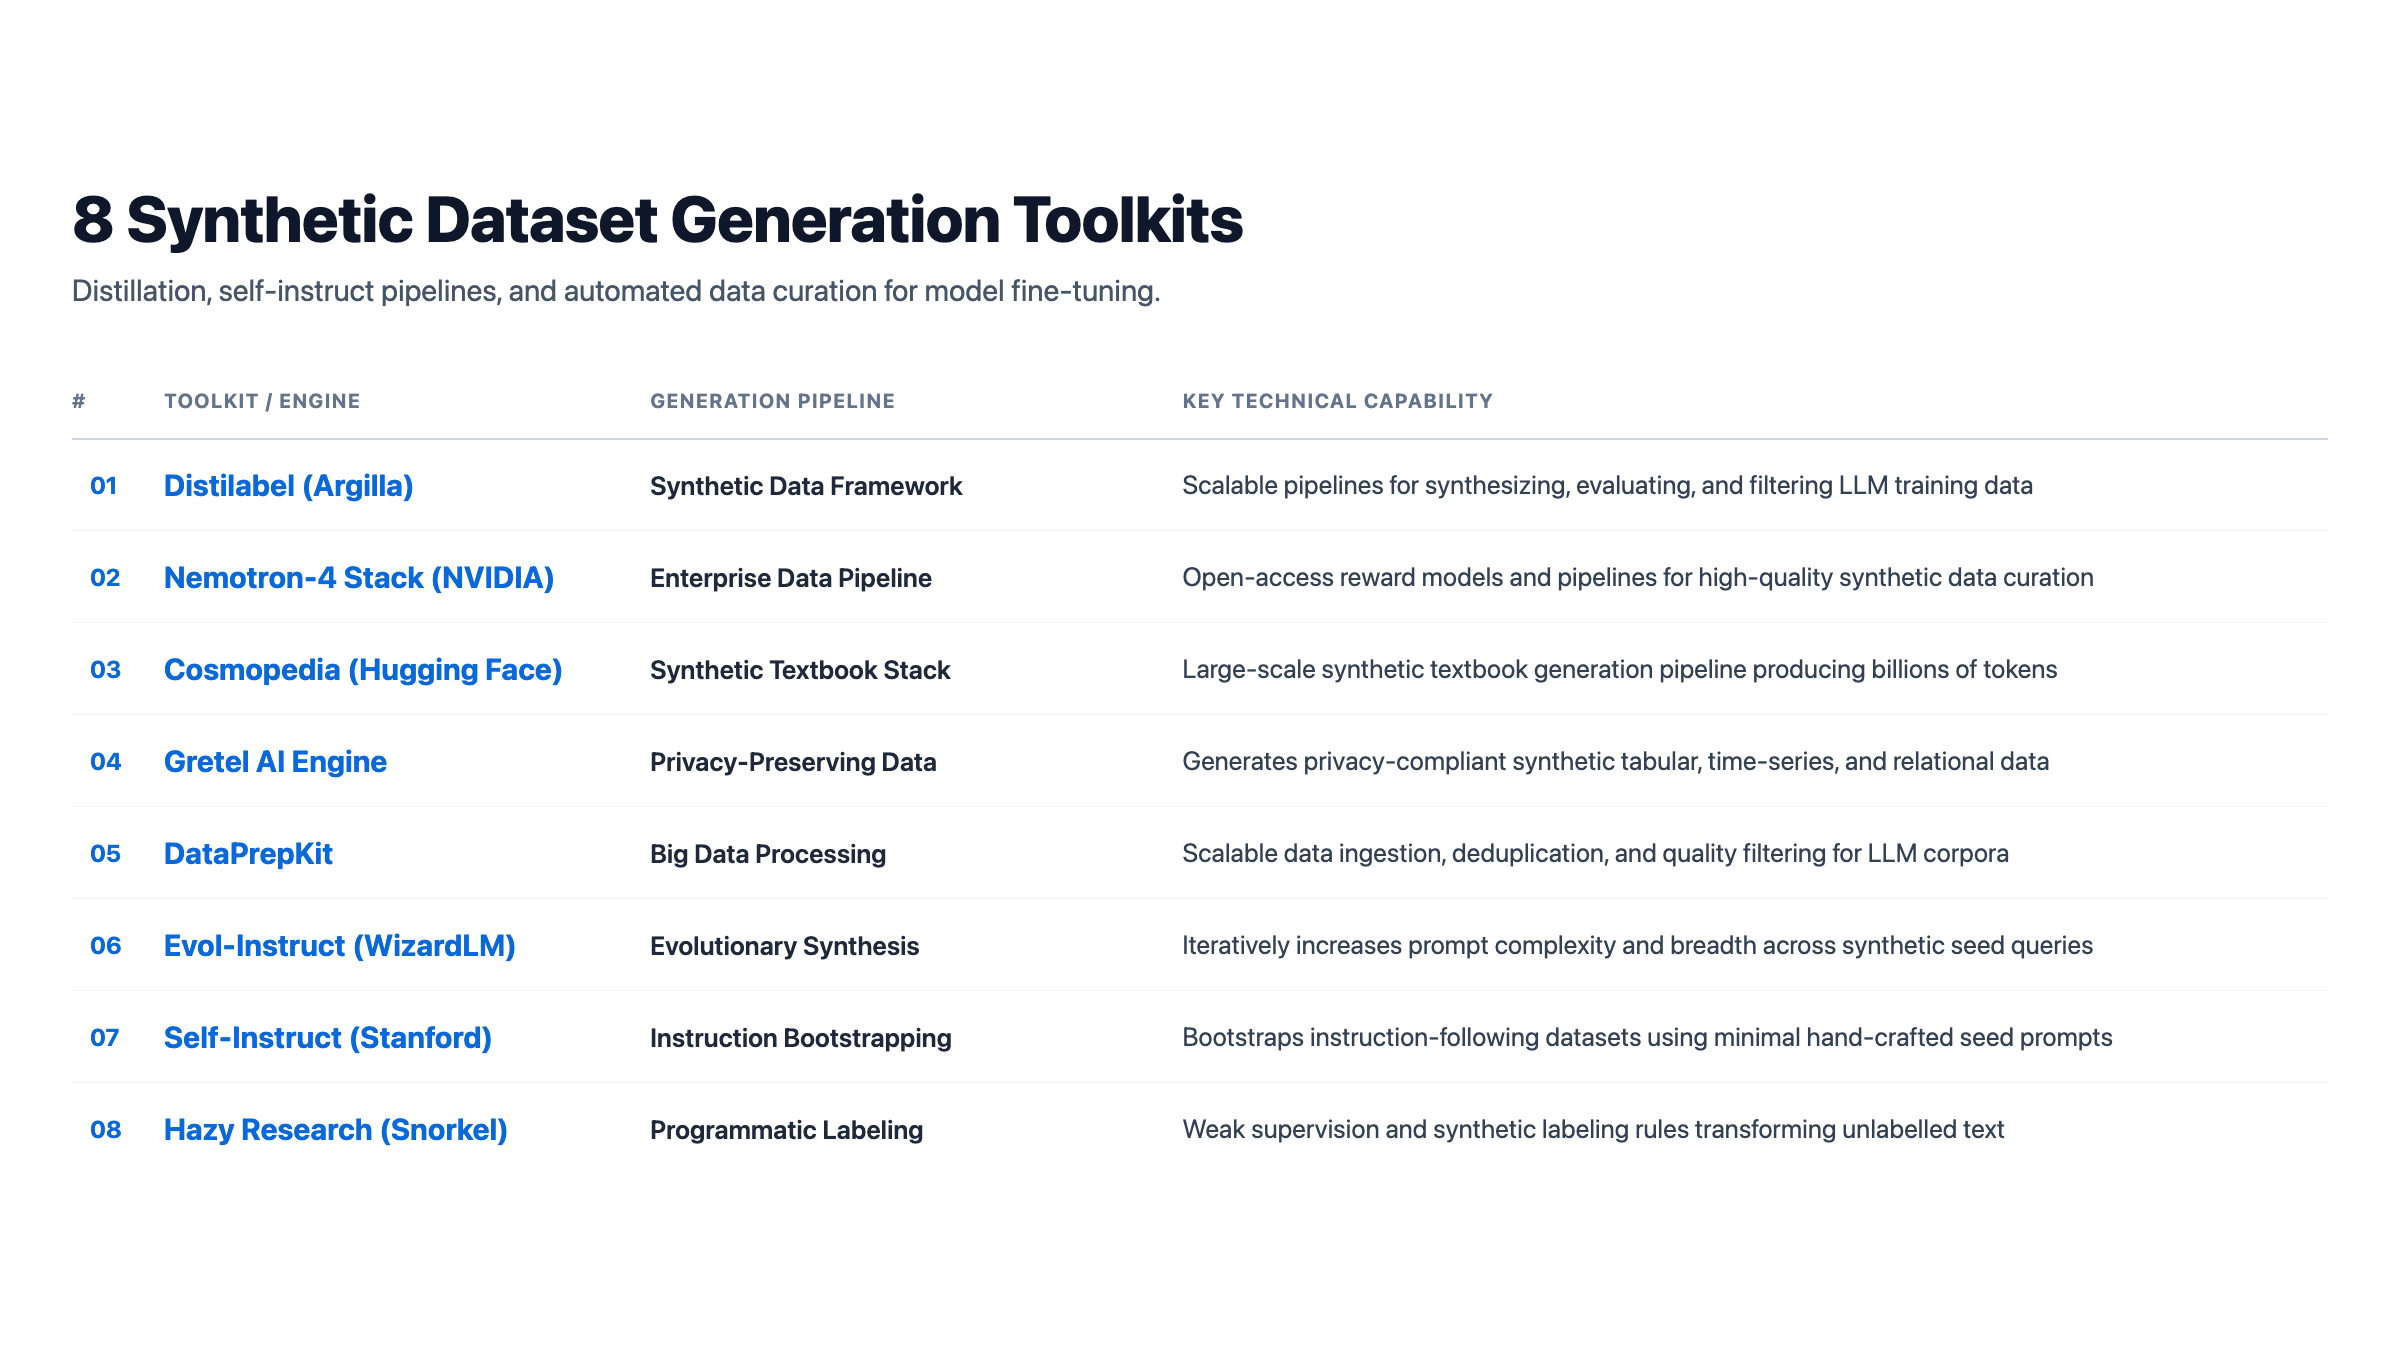 8 Synthetic Dataset Generation Toolkits
Distillation, self-instruct pipelines, and automated data curation for model fine-tuning.
# TOOLKIT / ENGINE GENERATION PIPELINE KEY TECHNICAL CAPABILITY
01 Distilabel (Argilla) Synthetic Data Framework Scalable pipelines for synthesizing, evaluating, and filtering LLM training data
02 Nemotron-4 Stack (NVIDIA) Enterprise Data Pipeline Open-access reward models and pipelines for high-quality synthetic data curation
03 Cosmopedia (Hugging Face) Synthetic Textbook Stack Large-scale synthetic textbook generation pipeline producing billions of tokens
04 Gretel AI Engine Privacy-Preserving Data Generates privacy-compliant synthetic tabular, time-series, and relational data
05 DataPrepKit Big Data Processing Scalable data ingestion, deduplication, and quality filtering for LLM corpora
06 Evol-Instruct (WizardLM) Evolutionary Synthesis Iteratively increases prompt complexity and breadth across synthetic seed queries
07 Self-Instruct (Stanford) Instruction Bootstrapping Bootstraps instruction-following datasets using minimal hand-crafted seed prompts
08 Hazy Research (Snorkel) Programmatic Labeling Weak supervision and synthetic labeling rules transforming unlabelled text